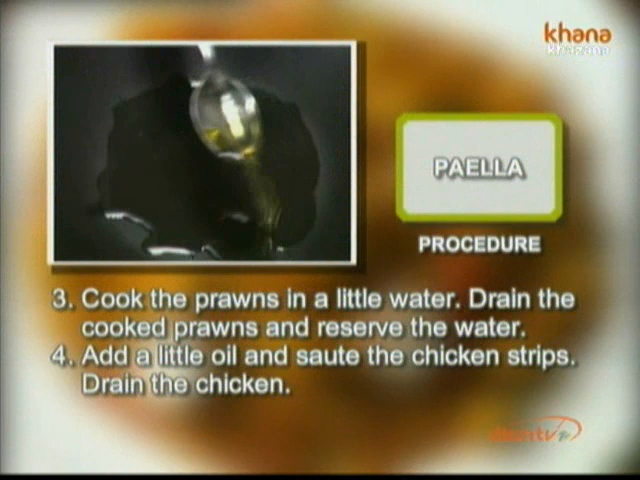 khana
khazana
PAELLA
PROCEDURE
3. Cook the prawns in a little water. Drain the
cooked prawns and reserve the water.
4. Add a little oil and saute the chicken strips.
Drain the chicken.